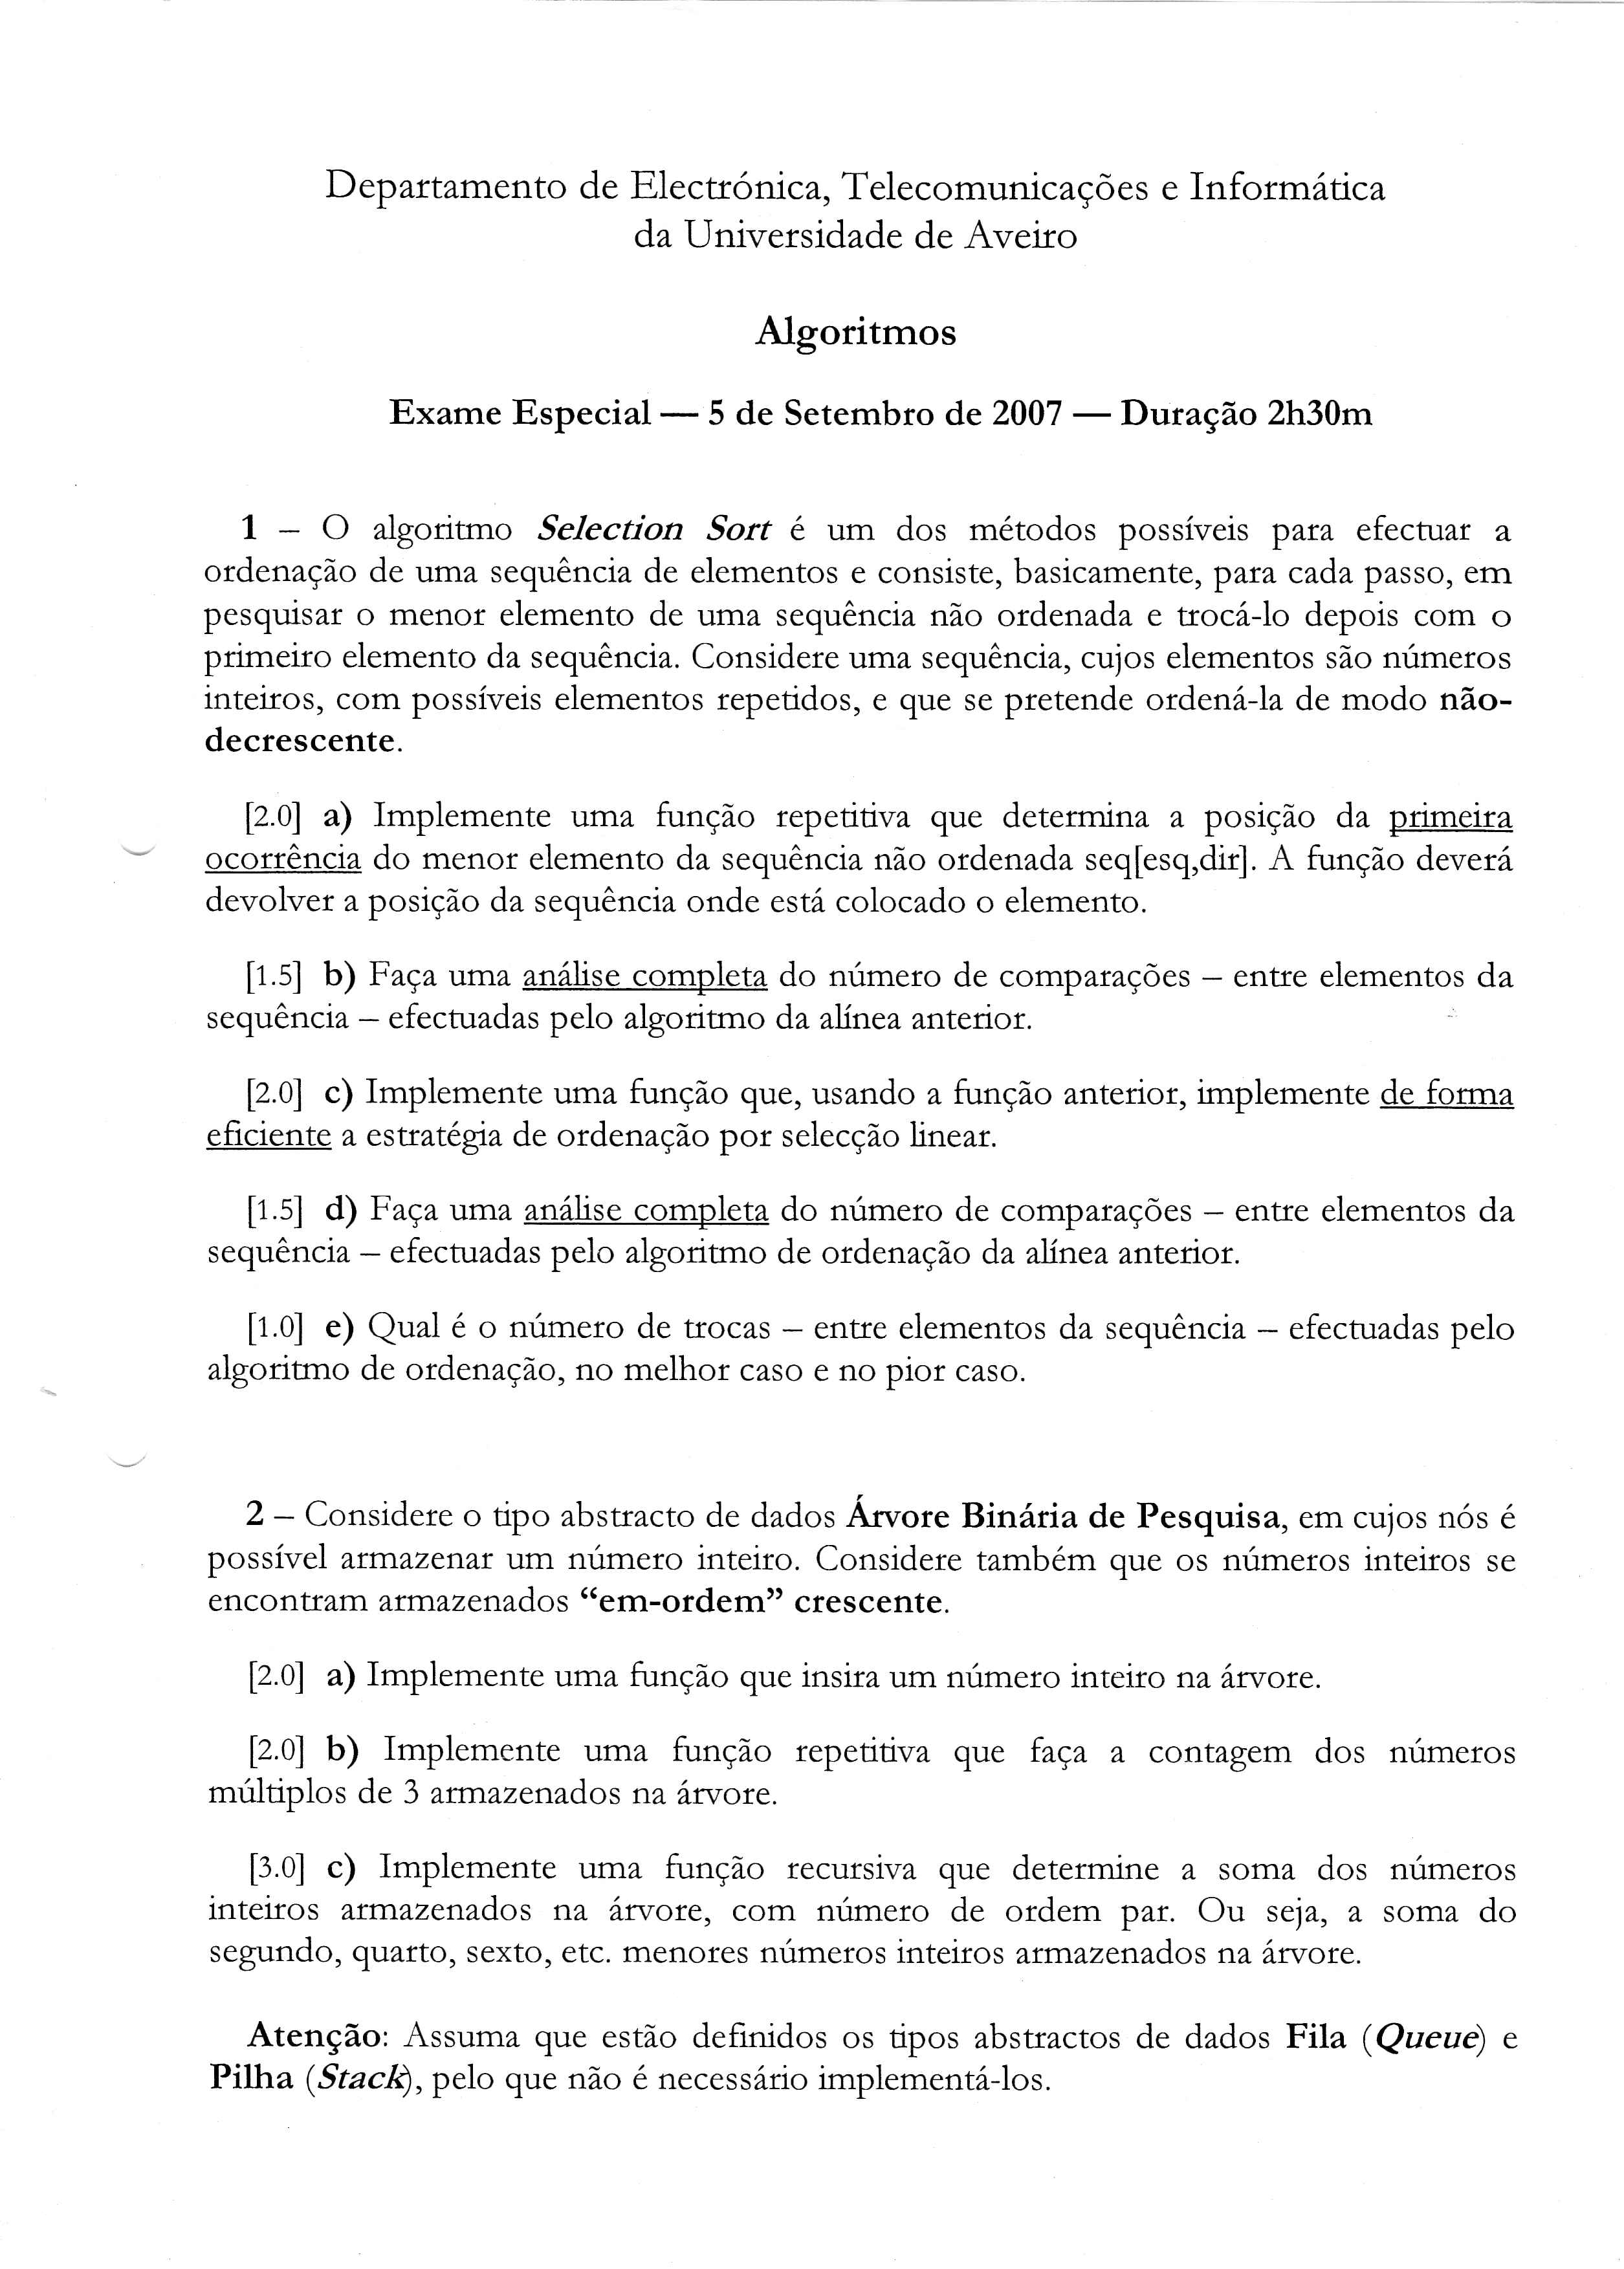 Departamento de Electrónica, Telecomunicações e Informática
da Universidade de Aveiro
Algoritmos
Exame Especial — 5 de Setembro de 2007 — Duração 2h30m
1 – O algoritmo Selection Sort é um dos métodos possíveis para efectuar a
ordenação de uma sequência de elementos e consiste, basicamente, para cada passo, em
pesquisar o menor elemento de uma sequência não ordenada e trocá-lo depois com o
primeiro elemento da sequência. Considere uma sequência, cujos elementos são números
inteiros, com possíveis elementos repetidos, e que se pretende ordená-la de modo não-
decrescente.
[2.0] a) Implemente uma função repetitiva que determina a posição da primeira
ocorrência do menor elemento da sequência não ordenada seq[esq,dir]. A função deverá
devolver a posição da sequência onde está colocado o elemento.
[1.5] b) Faça uma análise completa do número de comparações – entre elementos da
sequência – efectuadas pelo algoritmo da alínea anterior.
[2.0] c) Implemente uma função que, usando a função anterior, implemente de forma
eficiente a estratégia de ordenação por selecção linear.
[1.5] d) Faça uma análise completa do número de comparações – entre elementos da
sequência – efectuadas pelo algoritmo de ordenação da alínea anterior.
[1.0] e) Qual é o número de trocas – entre elementos da sequência – efectuadas pelo
algoritmo de ordenação, no melhor caso e no pior caso.
2 – Considere o tipo abstracto de dados Árvore Binária de Pesquisa, em cujos nós é
possível armazenar um número inteiro. Considere também que os números inteiros se
encontram armazenados “em-ordem” crescente.
[2.0] a) Implemente uma função que insira um número inteiro na árvore.
[2.0] b) Implemente uma função repetitiva que faça a contagem dos números
múltiplos de 3 armazenados na árvore.
[3.0] c) Implemente uma função recursiva que determine a soma dos números
inteiros armazenados na árvore, com número de ordem par. Ou seja, a soma do
segundo, quarto, sexto, etc. menores números inteiros armazenados na árvore.
Atenção: Assuma que estão definidos os tipos abstractos de dados Fila (Queue) e
Pilha (Stack), pelo que não é necessário implementá-los.